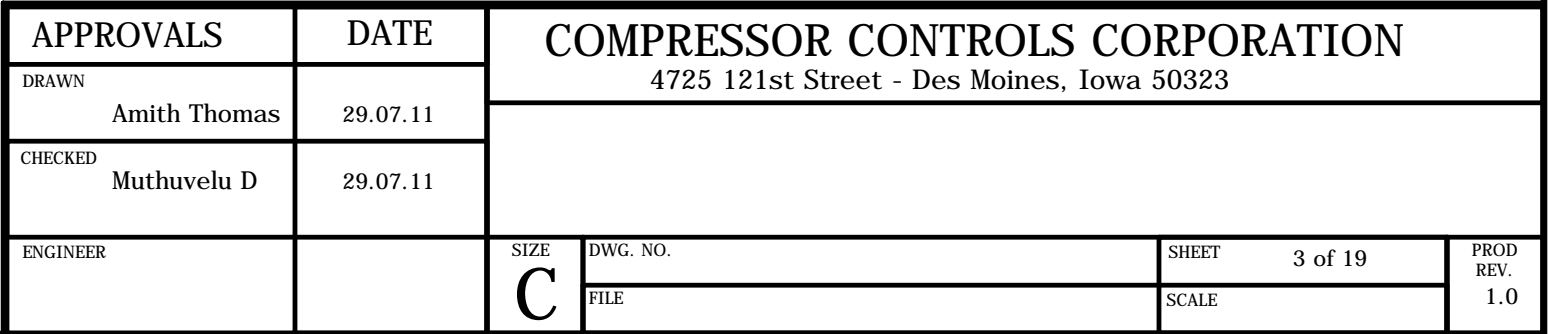 APPROVALS DATE
DRAWN
Amith Thomas 29.07.11
CHECKED
Muthuvelu D 29.07.11
ENGINEER
COMPRESSOR CONTROLS CORPORATION
4725 121st Street - Des Moines, Iowa 50323
SIZE
C
DWG. NO.
FILE
SHEET 3 of 19
SCALE
PROD
REV.
1.0